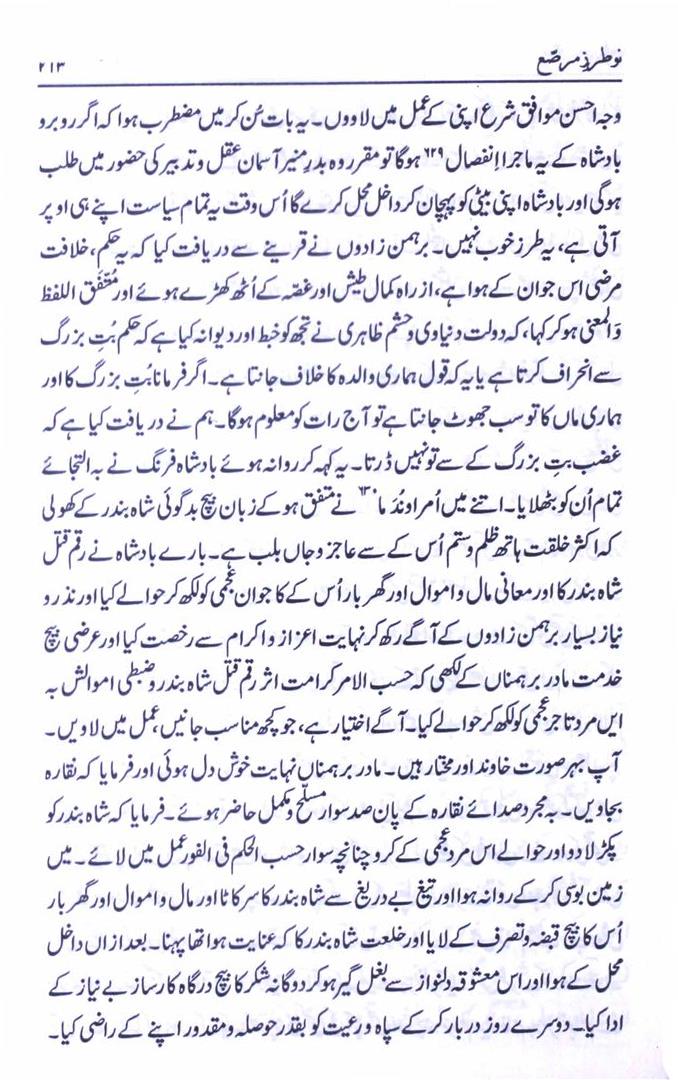 نوطرزِ مرصّع ۲۱۳
وجہ احسن موافق شرع اپنی کے عمل میں لاووں۔ یہ بات سُن کر میں مضطرب ہوا کہ اگر روبرو
بادشاہ کے یہ ماجرا اِنفصال ۶۲۹ ہوگا تو مقرر وہ بدرِ منیر آسمان عقل و تدبیر کی حضور میں طلب
ہوگی اور بادشاہ اپنی بیٹی کو پہچان کر داخل محل کرے گا اُس وقت یہ تمام سیاست اپنے ہی اوپر
آتی ہے، یہ طرز خوب نہیں۔ برہمن زادوں نے قرینے سے دریافت کیا کہ یہ حکم، خلافت
مرضی اس جوان کے ہوا ہے، از راہ کمال طیش اور غصّہ کے اُٹھ کھڑے ہوئے اور مُتّفَق اللفظ
وَالمعنی ہو کر کہا، کہ دولت دنیاوی و حشم ظاہری نے تجھ کو خبط اور دیوانہ کیا ہے کہ حکم بُتِ بزرگ
سے انحراف کرتا ہے یا یہ کہ قول ہماری والدہ کا خلاف جانتا ہے۔ اگر فرمانا بُتِ بزرگ کا اور
ہماری ماں کا تو سب جھوٹ جانتا ہے تو آج رات کو معلوم ہوگا۔ ہم نے دریافت کیا ہے کہ
غضب بتِ بزرگ کے سے تو نہیں ڈرتا۔ یہ کہہ کر روانہ ہوئے بادشاہ فرنگ نے بہ التجائے
تمام اُن کو بٹھلایا۔ اتنے میں اُمرا و نُدَما ۶۳۰ نے متفق ہو کے زبان بیچ بدگوئی شاہ بندر کے کھولی
کہ اکثر خلقت ہاتھ ظلم و ستم اُس کے سے عاجز و جاں بلب ہے۔ بارے بادشاہ نے رقم قتل
شاہ بندر کا اور معانی مال و اموال اور گھر بار اُس کے کا جوان عجمی کو لکھ کر حوالے کیا اور نذر و
نیاز بسیار برہمن زادوں کے آگے رکھ کر نہایت اعزاز و اکرام سے رخصت کیا اور عرضی بیچ
خدمت مادر برہمناں کے لکھی کہ حسب الامر کرامت اثر رقم قتل شاہ بندر و ضبطی اموالش بہ
ایں مرد تاجر عجمی کو لکھ کر حوالے کیا۔ آگے اختیار ہے، جو کچھ مناسب جانیں، عمل میں لاویں۔
آپ بہر صورت خاوند اور مختار ہیں۔ مادر برہمناں نہایت خوش دل ہوئی اور فرمایا کہ نقارہ
بجاویں۔ بہ مجرد صدائے نقارہ کے پان صد سوار مسلّح و مکمل حاضر ہوئے۔ فرمایا کہ شاہ بندر کو
پکڑ لا دو اور حوالے اس مرد عجمی کے کرو چنانچہ سوار حسب الحکم فی الفور عمل میں لائے۔ میں
زمین بوسی کر کے روانہ ہوا اور تیغ بے دریغ سے شاہ بندر کا سر کاٹا اور مال و اموال اور گھر بار
اُس کا بیچ قبضہ و تصرف کے لایا اور خلعت شاہ بندر کا کہ عنایت ہوا تھا پہنا۔ بعد ازاں داخل
محل کے ہوا اور اس معشوقہ دلنواز سے بغل گیر ہو کر دوگانہ شکر کا بیچ درگاہ کارساز بے نیاز کے
ادا کیا۔ دوسرے روز دربار کر کے سپاہ و رعیت کو بقدر حوصلہ و مقدور اپنے کے راضی کیا۔